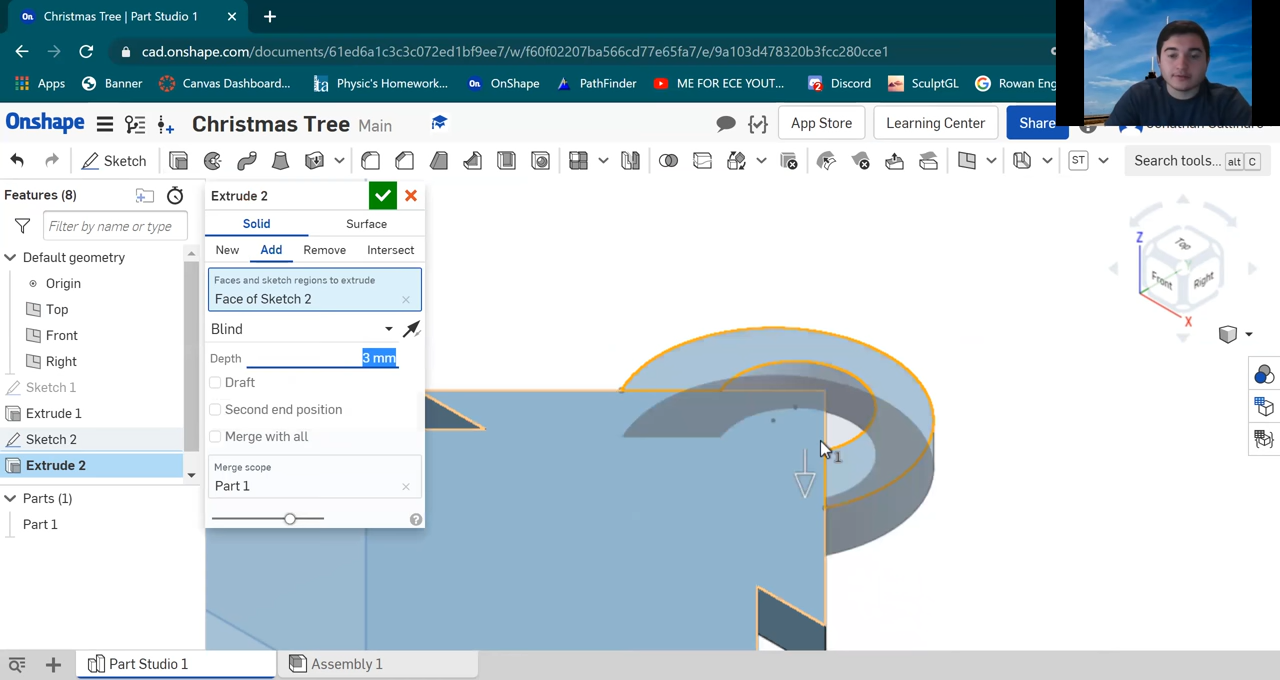 On Christmas Tree | Part Studio 1 × +
cad.onshape.com/documents/61ed6a1c3c3c072ed1bf9ee7/w/f60f02207ba566cd77e65fa7/e/9a103d478320b3fcc280cce1
Apps Banner Canvas Dashboard... Physic's Homework... On OnShape PathFinder ME FOR ECE YOUT... Discord SculptGL Rowan Eng
Onshape Christmas Tree Main App Store Learning Center Share
Sketch ST Search tools... alt C
Features (8)
Filter by name or type
Default geometry
Origin
Top
Front
Right
Sketch 1
Extrude 1
Sketch 2
Extrude 2
Parts (1)
Part 1
Extrude 2
Solid Surface
New Add Remove Intersect
Faces and sketch regions to extrude
Face of Sketch 2
Blind
Depth 3 mm
Draft
Second end position
Merge with all
Merge scope
Part 1
1
Z Top
Front Right
X
Part Studio 1 Assembly 1